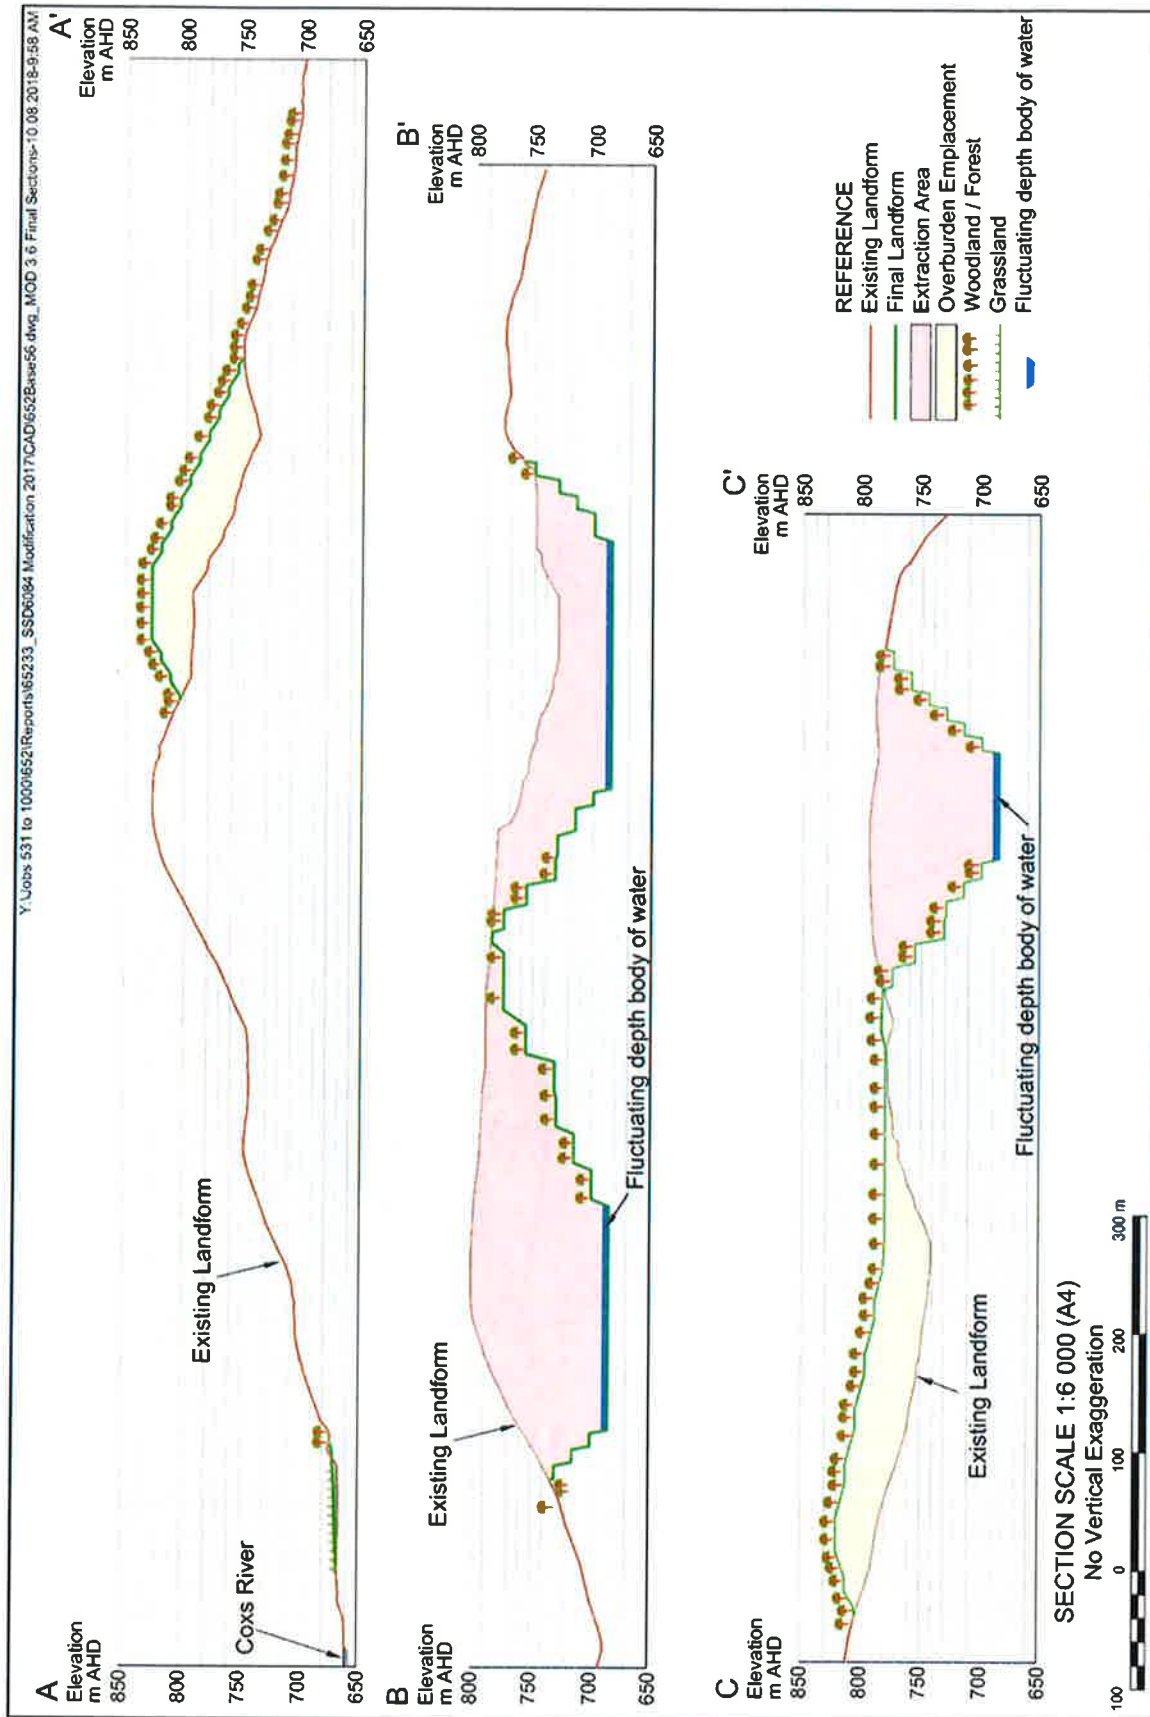 Y:\Jobs 531 to 1000\652\Reports\65233_SSD6084 Modification 2017\CAD\652Base56.dwg_MOD 3.6 Final Sections-10.08.2018-9:58 AM
A
Elevation
m AHD
850
800
750
700
650
Coxs River
Existing Landform
A'
Elevation
m AHD
850
800
750
700
650
B
Elevation
m AHD
800
750
700
650
Existing Landform
Fluctuating depth body of water
B'
Elevation
m AHD
800
750
700
650
C
Elevation
m AHD
850
800
750
700
650
Existing Landform
Fluctuating depth body of water
C'
Elevation
m AHD
850
800
750
700
650
REFERENCE
Existing Landform
Final Landform
Extraction Area
Overburden Emplacement
Woodland / Forest
Grassland
Fluctuating depth body of water
SECTION SCALE 1:6 000 (A4)
No Vertical Exaggeration
100 0 100 200 300 m